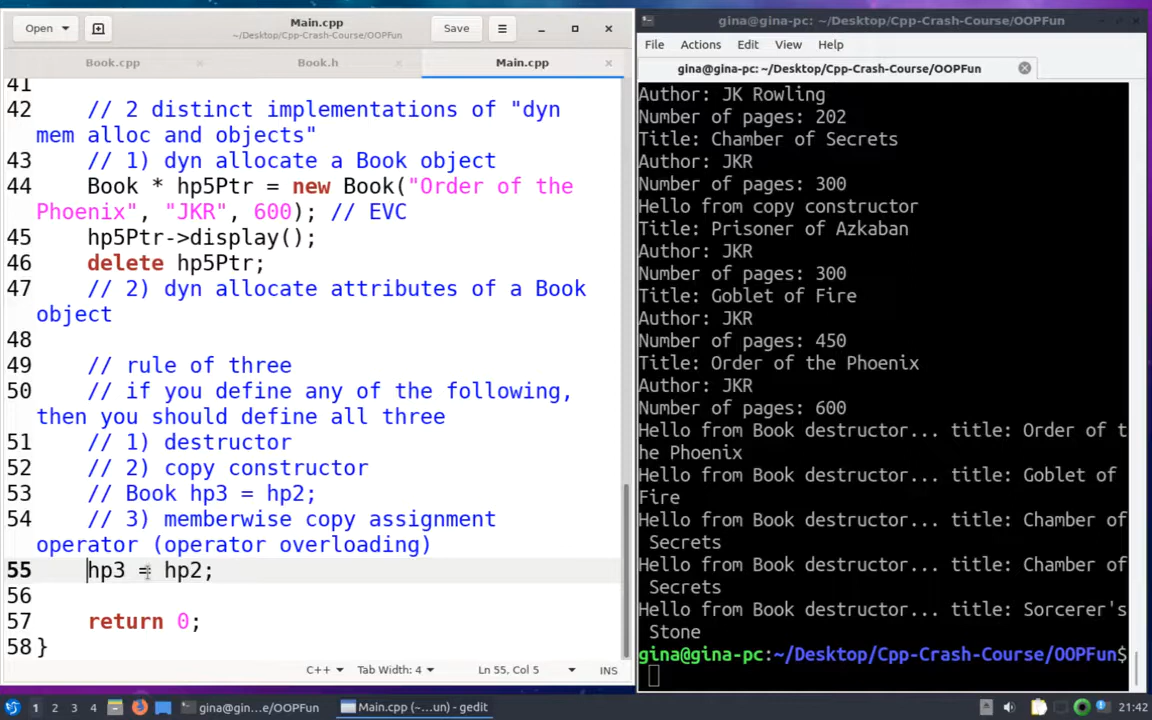 Open
Main.cpp
~/Desktop/Cpp-Crash-Course/OOPFun
Save
Book.cpp
Book.h
Main.cpp
41
42 // 2 distinct implementations of "dyn
mem alloc and objects"
43 // 1) dyn allocate a Book object
44 Book * hp5Ptr = new Book("Order of the
Phoenix", "JKR", 600); // EVC
45 hp5Ptr->display();
46 delete hp5Ptr;
47 // 2) dyn allocate attributes of a Book
object
48
49 // rule of three
50 // if you define any of the following,
then you should define all three
51 // 1) destructor
52 // 2) copy constructor
53 // Book hp3 = hp2;
54 // 3) memberwise copy assignment
operator (operator overloading)
55 hp3 = hp2;
56
57 return 0;
58 }
C++ Tab Width: 4 Ln 55, Col 5 INS
gina@gina-pc: ~/Desktop/Cpp-Crash-Course/OOPFun
File Actions Edit View Help
gina@gina-pc: ~/Desktop/Cpp-Crash-Course/OOPFun
Author: JK Rowling
Number of pages: 202
Title: Chamber of Secrets
Author: JKR
Number of pages: 300
Hello from copy constructor
Title: Prisoner of Azkaban
Author: JKR
Number of pages: 300
Title: Goblet of Fire
Author: JKR
Number of pages: 450
Title: Order of the Phoenix
Author: JKR
Number of pages: 600
Hello from Book destructor... title: Order of t
he Phoenix
Hello from Book destructor... title: Goblet of
Fire
Hello from Book destructor... title: Chamber of
Secrets
Hello from Book destructor... title: Chamber of
Secrets
Hello from Book destructor... title: Sorcerer's
Stone
gina@gina-pc:~/Desktop/Cpp-Crash-Course/OOPFun$
1 2 3 4 gina@gin...e/OOPFun Main.cpp (~...un) - gedit 21:42